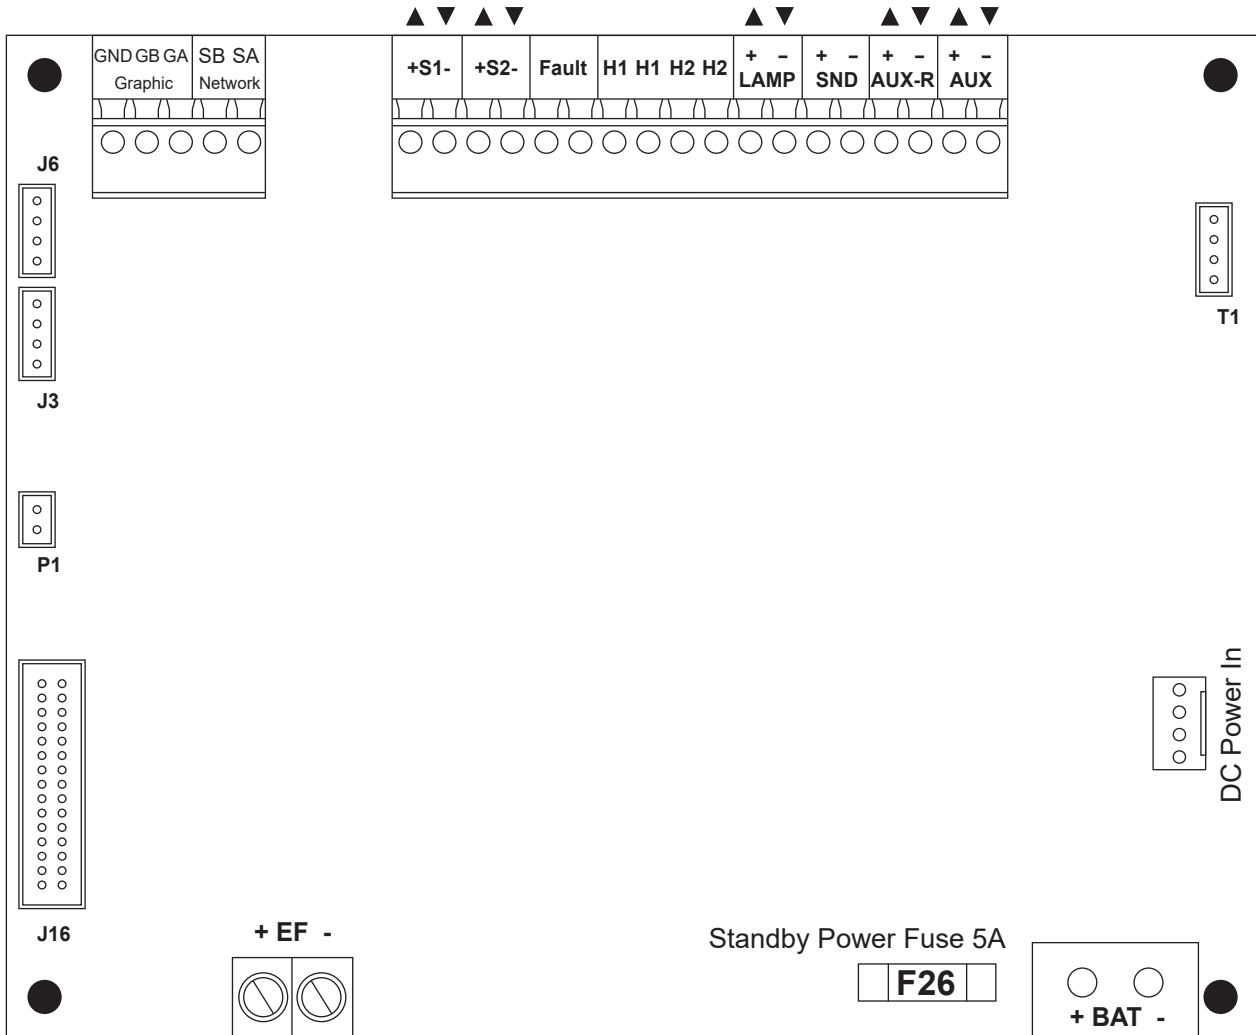 ▲ ▼ ▲ ▼ ▲ ▼ ▲ ▼ ▲ ▼
GND GB GA SB SA
Graphic Network
+S1- +S2- Fault H1 H1 H2 H2
+ -
LAMP
+ -
SND
+ -
AUX-R
+ -
AUX
J6
J3
T1
P1
DC Power In
J16
+ EF -
Standby Power Fuse 5A
F26
+ BAT -